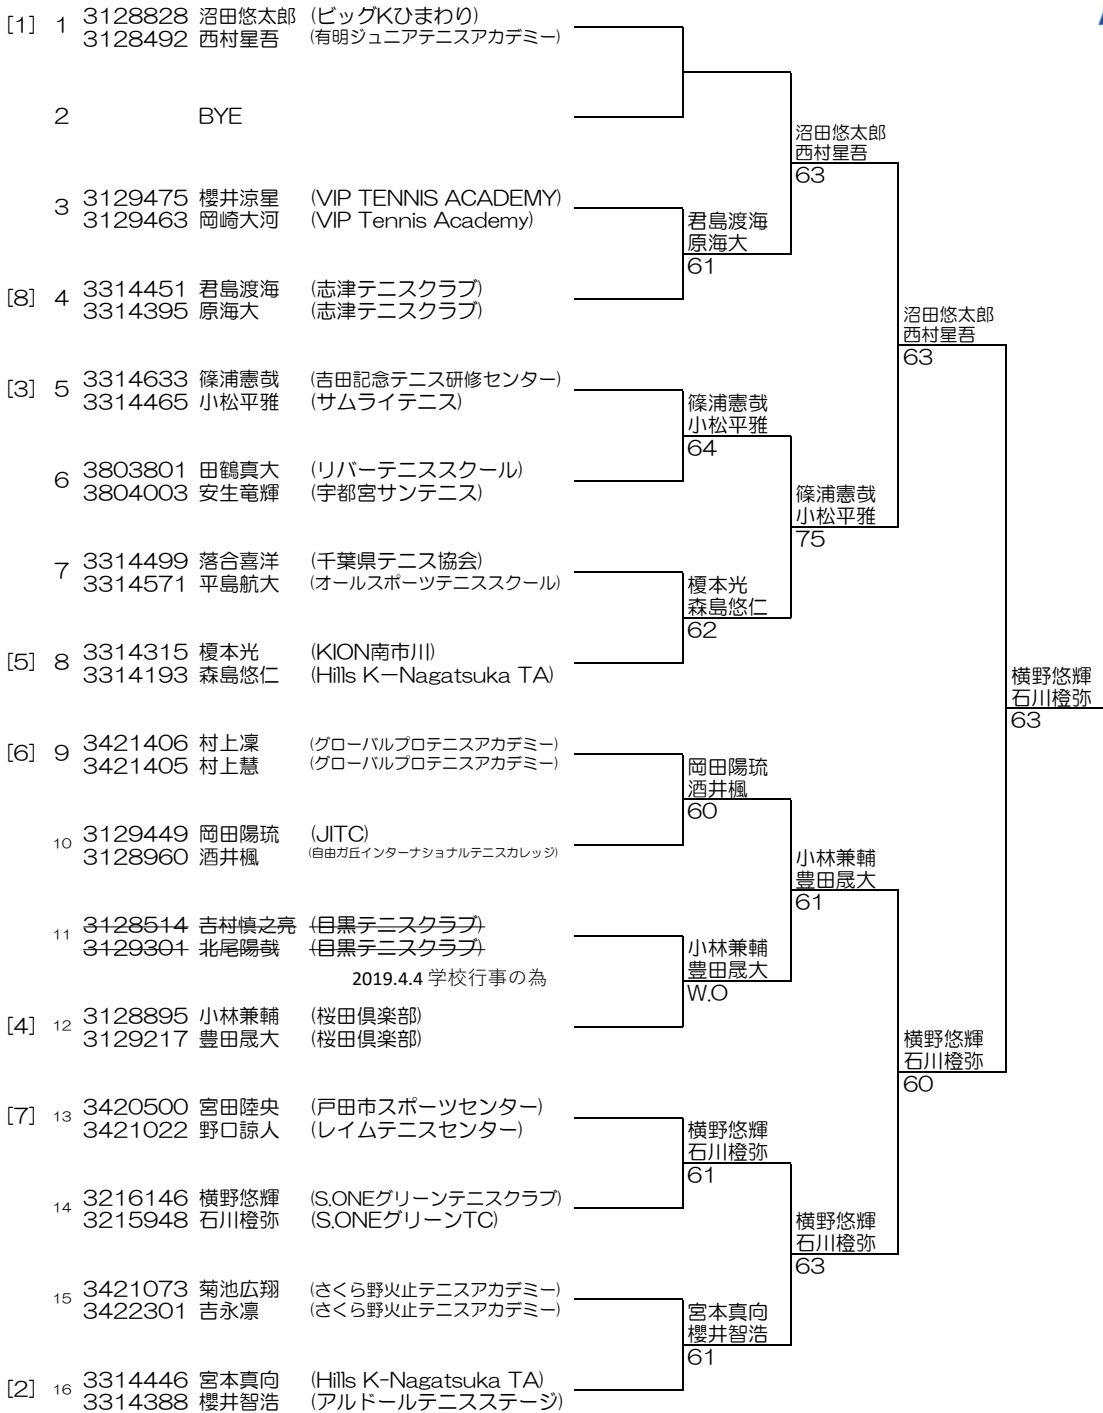 [1] 1 3128828 沼田悠太郎 (ビッグKひまわり)
3128492 西村星吾 (有明ジュニアテニスアカデミー)
2 BYE
沼田悠太郎
西村星吾
63
3 3129475 櫻井涼星 (VIP TENNIS ACADEMY)
3129463 岡崎大河 (VIP Tennis Academy)
君島渡海
原海大
61
[8] 4 3314451 君島渡海 (志津テニスクラブ)
3314395 原海大 (志津テニスクラブ)
沼田悠太郎
西村星吾
63
[3] 5 3314633 篠浦憲哉 (吉田記念テニス研修センター)
3314465 小松平雅 (サムライテニス)
篠浦憲哉
小松平雅
64
6 3803801 田鶴真大 (リバーテニススクール)
3804003 安生竜輝 (宇都宮サンテニス)
篠浦憲哉
小松平雅
75
7 3314499 落合喜洋 (千葉県テニス協会)
3314571 平島航大 (オールスポーツテニススクール)
榎本光
森島悠仁
62
[5] 8 3314315 榎本光 (KION南市川)
3314193 森島悠仁 (Hills KーNagatsuka TA)
横野悠輝
石川橙弥
63
[6] 9 3421406 村上凜 (グローバルプロテニスアカデミー)
3421405 村上慧 (グローバルプロテニスアカデミー)
岡田陽琉
酒井楓
60
10 3129449 岡田陽琉 (JITC)
3128960 酒井楓 (自由ガ丘インターナショナルテニスカレッジ)
小林兼輔
豊田晟大
61
11 3128514 吉村慎之亮 (目黒テニスクラブ)
3129301 北尾陽哉 (目黒テニスクラブ)
2019.4.4 学校行事の為
小林兼輔
豊田晟大
W.O
[4] 12 3128895 小林兼輔 (桜田倶楽部)
3129217 豊田晟大 (桜田倶楽部)
横野悠輝
石川橙弥
60
[7] 13 3420500 宮田陸央 (戸田市スポーツセンター)
3421022 野口諒人 (レイムテニスセンター)
横野悠輝
石川橙弥
61
14 3216146 横野悠輝 (S.ONEグリーンテニスクラブ)
3215948 石川橙弥 (S.ONEグリーンTC)
横野悠輝
石川橙弥
63
15 3421073 菊池広翔 (さくら野火止テニスアカデミー)
3422301 吉永凛 (さくら野火止テニスアカデミー)
宮本真向
櫻井智浩
61
[2] 16 3314446 宮本真向 (Hills K-Nagatsuka TA)
3314388 櫻井智浩 (アルドールテニスステージ)